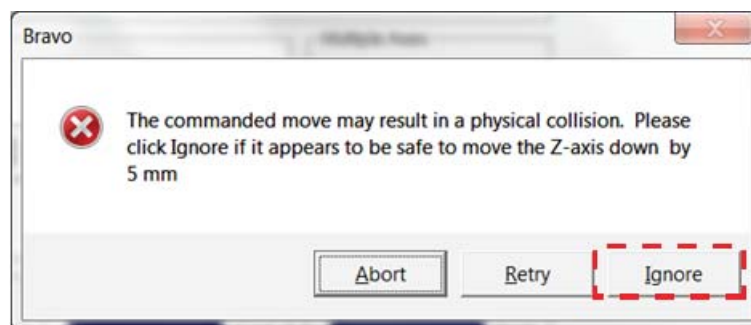 Bravo
The commanded move may result in a physical collision. Please
click Ignore if it appears to be safe to move the Z-axis down by
5 mm
Abort
Retry
Ignore